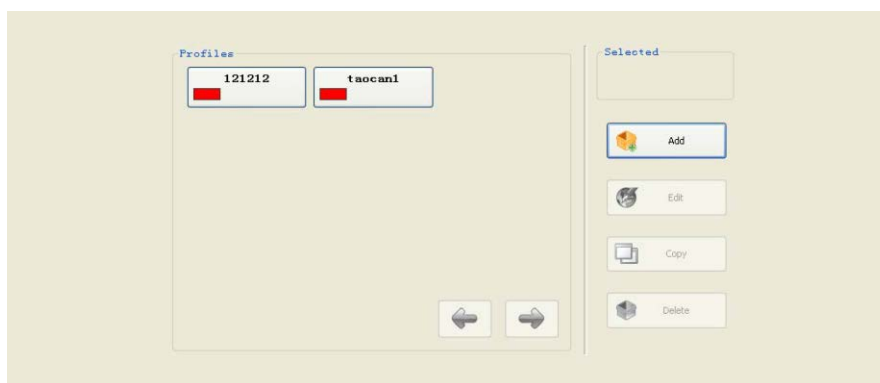 Profiles
121212
taocan1
Selected
Add
Edit
Copy
Delete